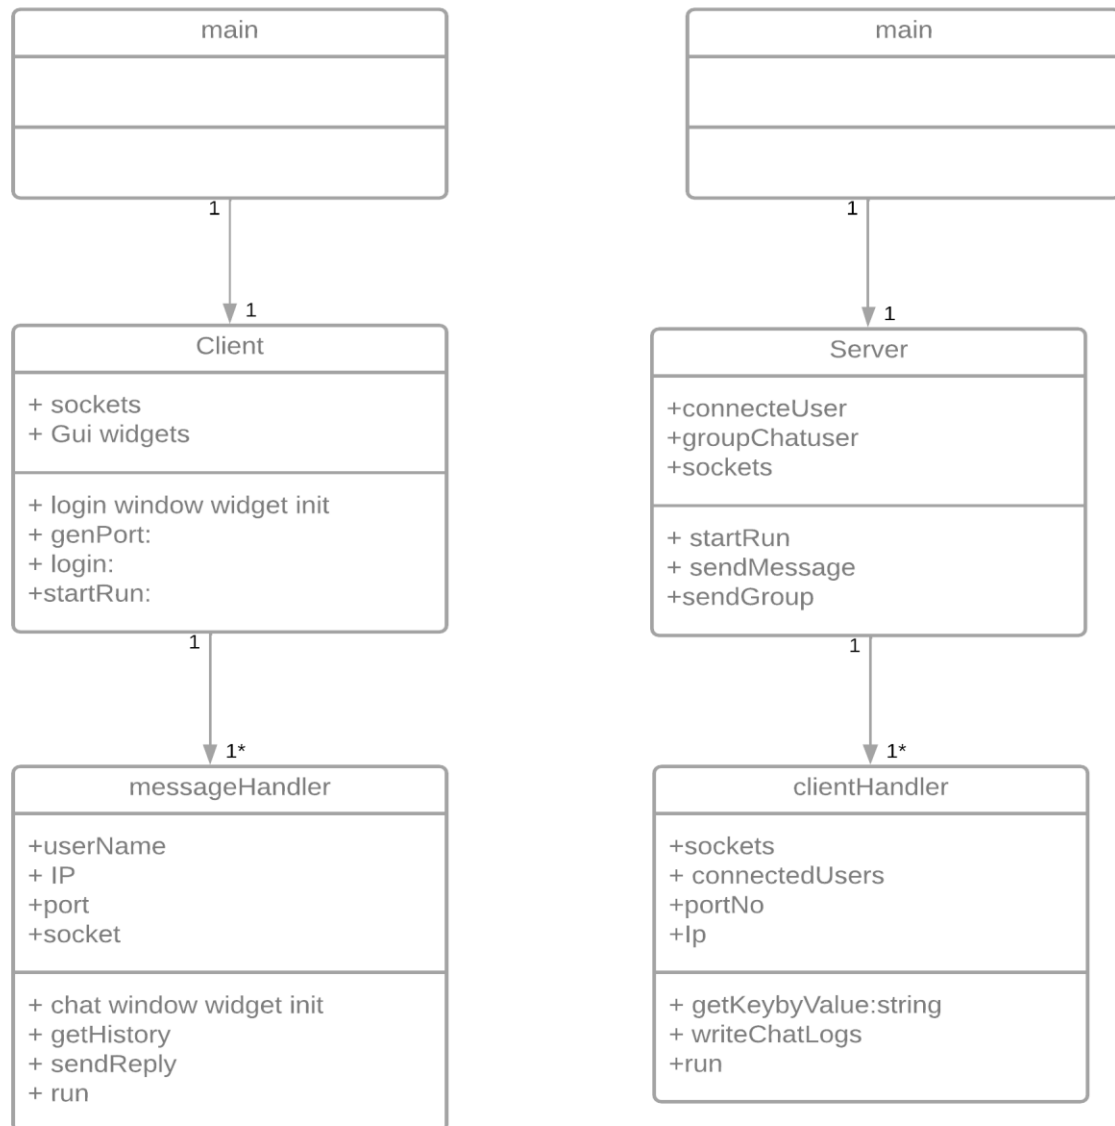 main
1
1
Client
+ sockets
+ Gui widgets
+ login window widget init
+ genPort:
+ login:
+startRun:
1
1*
messageHandler
+userName
+ IP
+port
+socket
+ chat window widget init
+ getHistory
+ sendReply
+ run
main
1
1
Server
+connecteUser
+groupChatuser
+sockets
+ startRun
+ sendMessage
+sendGroup
1
1*
clientHandler
+sockets
+ connectedUsers
+portNo
+Ip
+ getKeybyValue:string
+ writeChatLogs
+run